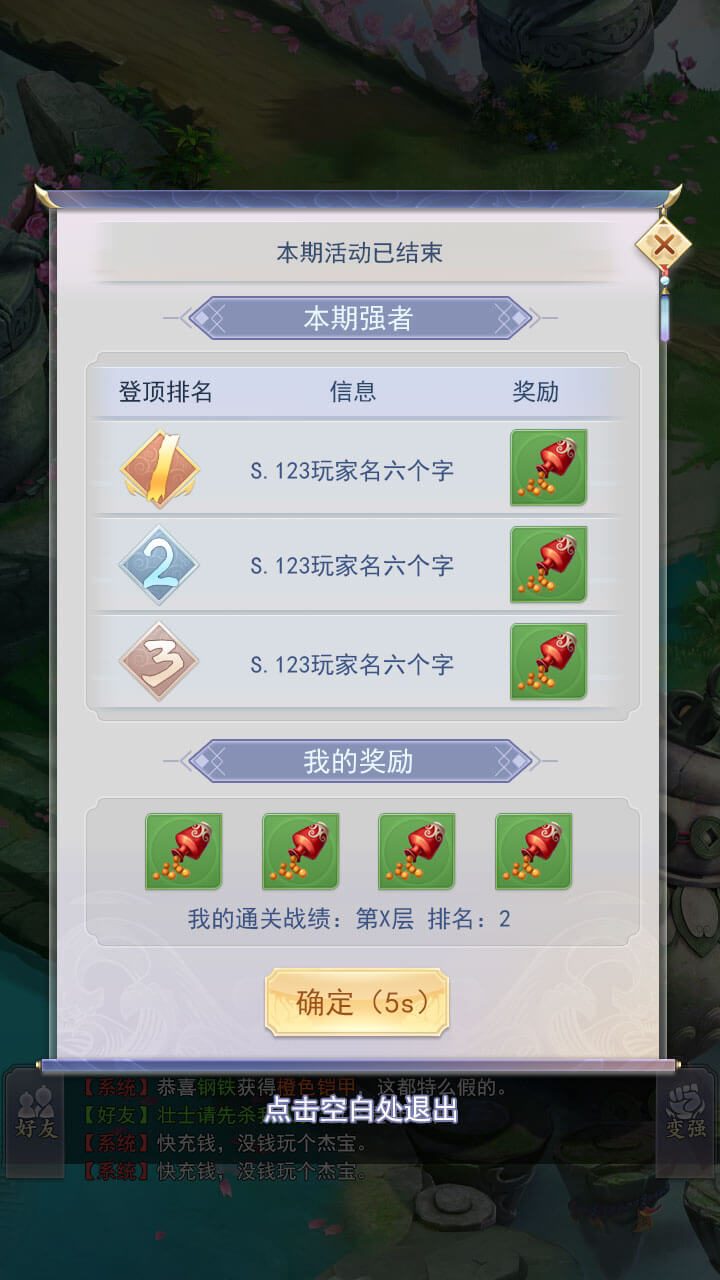 本期活动已结束
本期强者
登顶排名 信息 奖励
1 S.123玩家名六个字
2 S.123玩家名六个字
3 S.123玩家名六个字
我的奖励
我的通关战绩：第X层 排名：2
确定（5s）
【系统】恭喜钢铁获得橙色铠甲，这都特么假的。
点击空白处退出
【好友】壮士请先杀
【系统】快充钱，没钱玩个杰宝。
【系统】快充钱，没钱玩个杰宝。
好友
变强